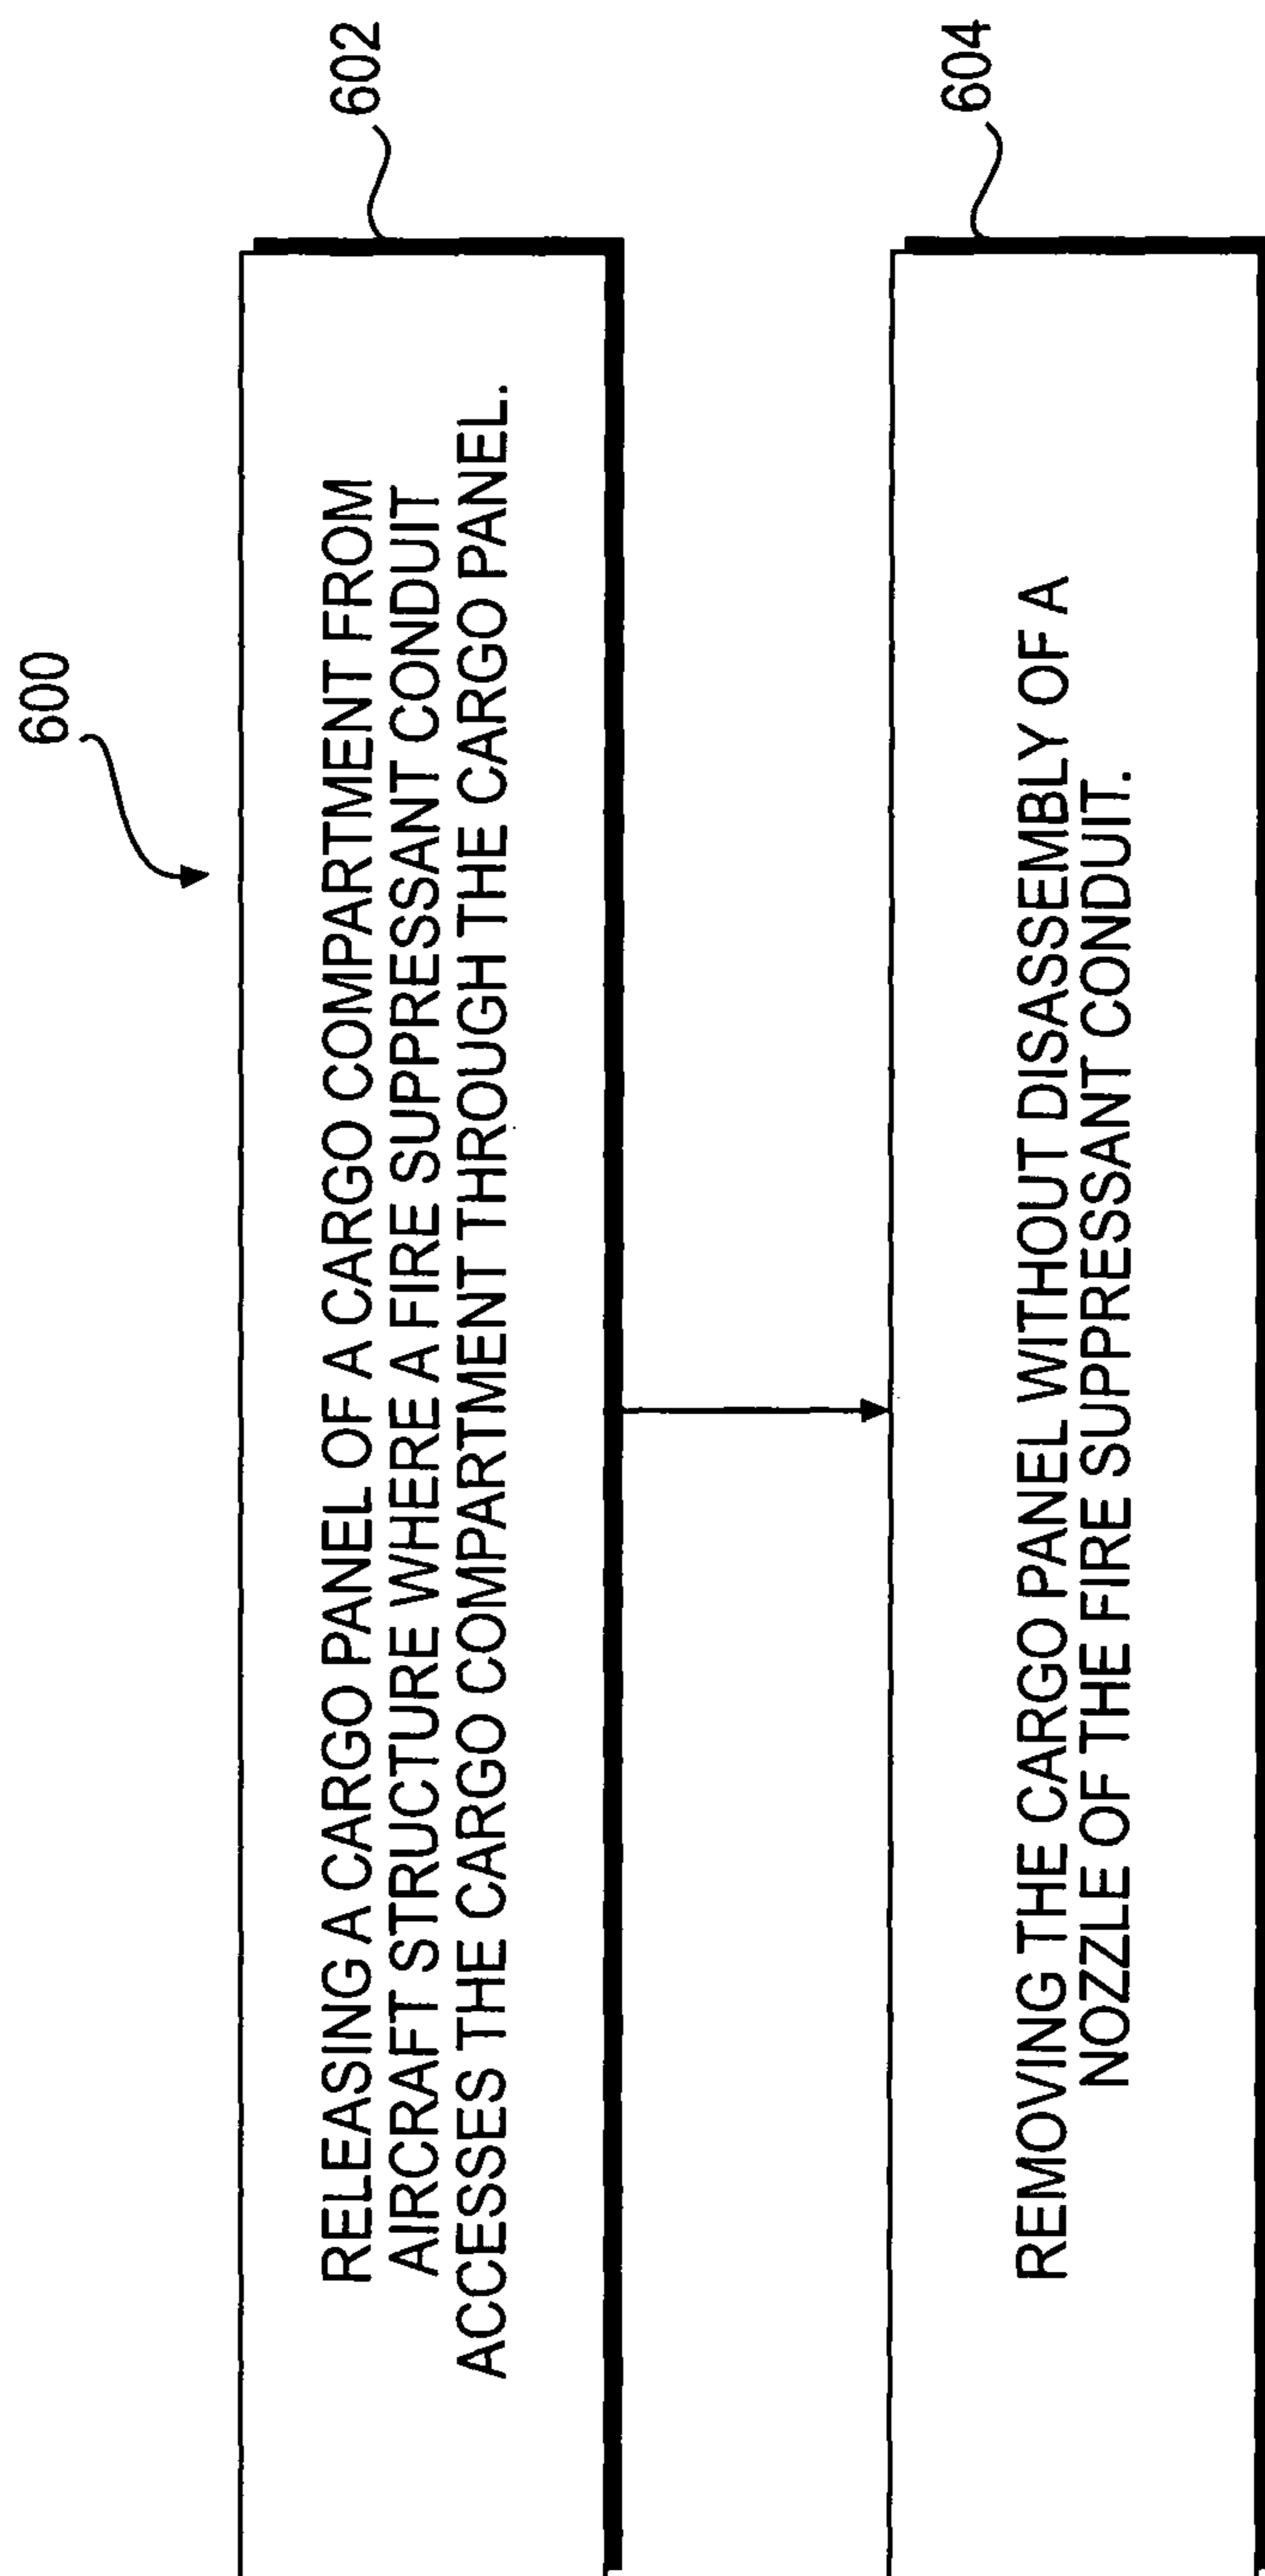 600
602
RELEASING A CARGO PANEL OF A CARGO COMPARTMENT FROM
AIRCRAFT STRUCTURE WHERE A FIRE SUPPRESSANT CONDUIT
ACCESSES THE CARGO COMPARTMENT THROUGH THE CARGO PANEL.
604
REMOVING THE CARGO PANEL WITHOUT DISASSEMBLY OF A
NOZZLE OF THE FIRE SUPPRESSANT CONDUIT.